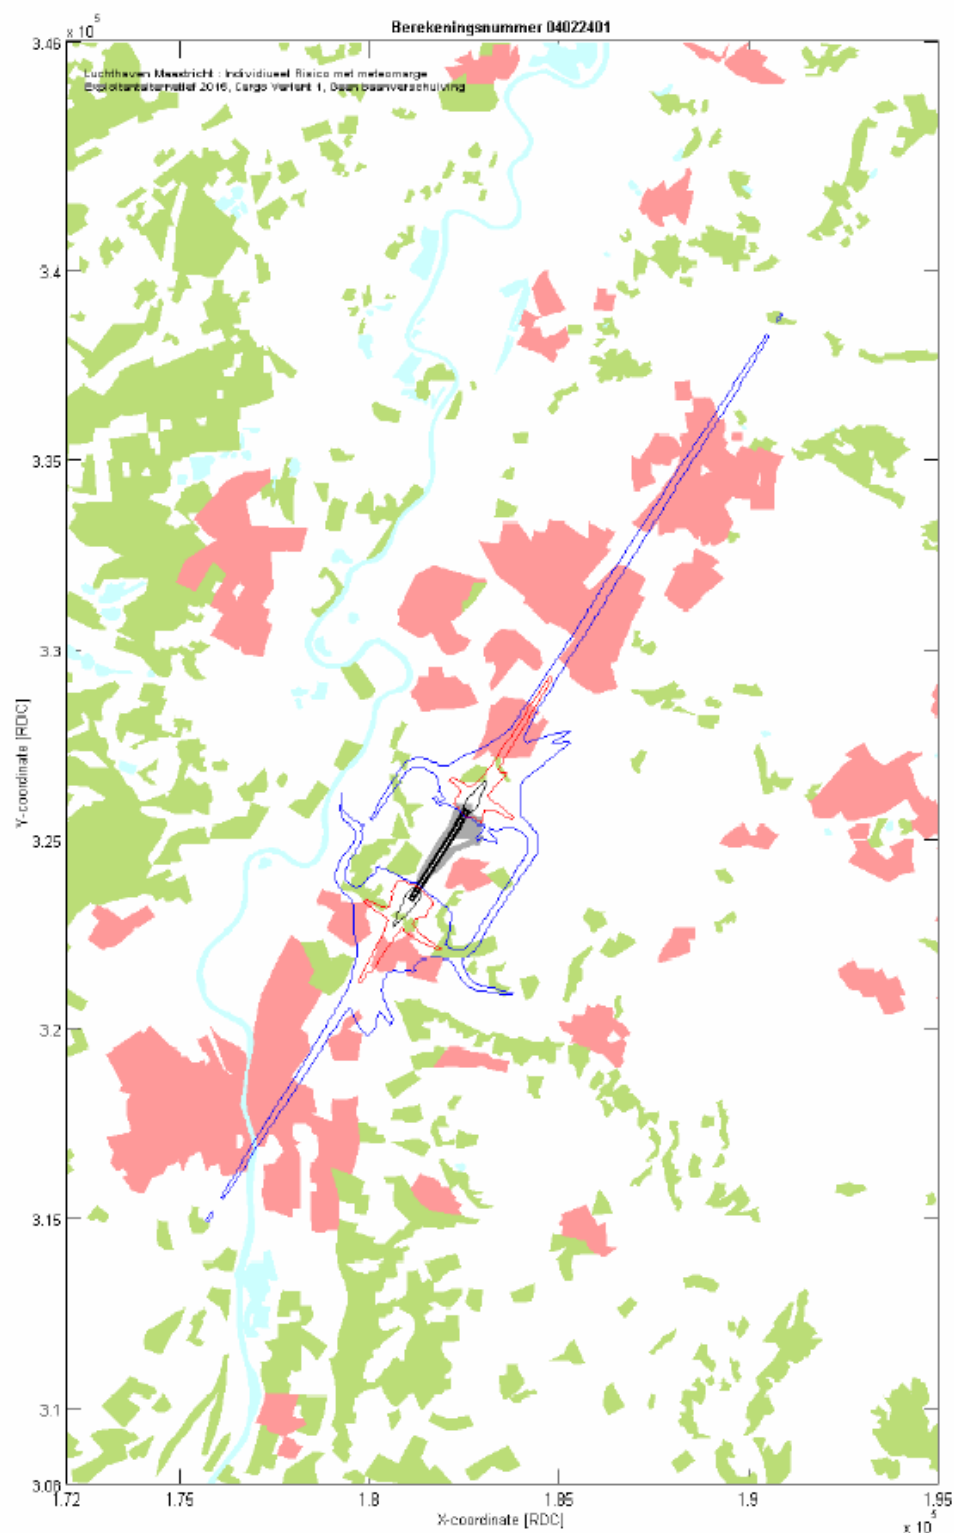 Berekeningsnummer 04022401
x 10^5
3.46
Luchthaven Maastricht : Individueel Risico met meteomarge
Exploitantalternatief 2015, Cargo Variant 1, Geen baanverschuiving
3.4
3.35
3.3
Y-coordinate [RDC]
3.25
3.2
3.15
3.1
3.08
1.72
1.75
1.8
1.85
1.9
1.95
X-coordinate [RDC]
x 10^5